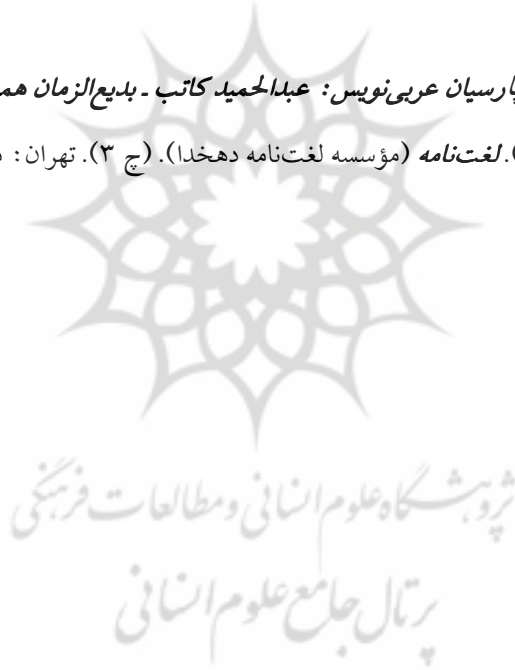 پارسیان عربی‌نویس: عبدالحمید کاتب ـ بدیع‌الزمان
). لغت‌نامه (مؤسسه لغت‌نامه دهخدا). (چ ۳). تهران:
پژوهشگاه علوم انسانی و مطالعات فرهنگی
پرتال جامع علوم انسانی